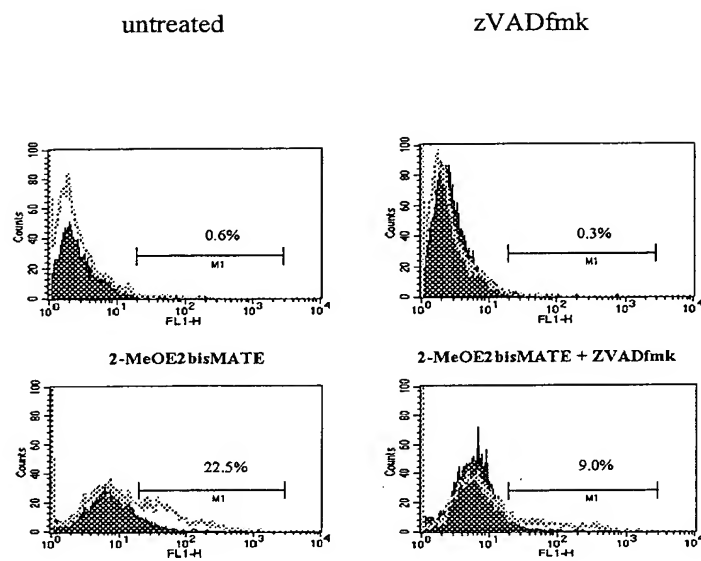 untreated
zVADfmk
100
80
60
40
20
0
Counts
0.6%
M1
10^0 10^1 10^2 10^3 10^4
FL1-H
100
80
60
40
20
0
Counts
0.3%
M1
10^0 10^1 10^2 10^3 10^4
FL1-H
2-MeOE2bisMATE
100
80
60
40
20
0
Counts
22.5%
M1
10^0 10^1 10^2 10^3 10^4
FL1-H
2-MeOE2bisMATE + ZVADfmk
100
80
60
40
20
0
Counts
9.0%
M1
10^0 10^1 10^2 10^3 10^4
FL1-H